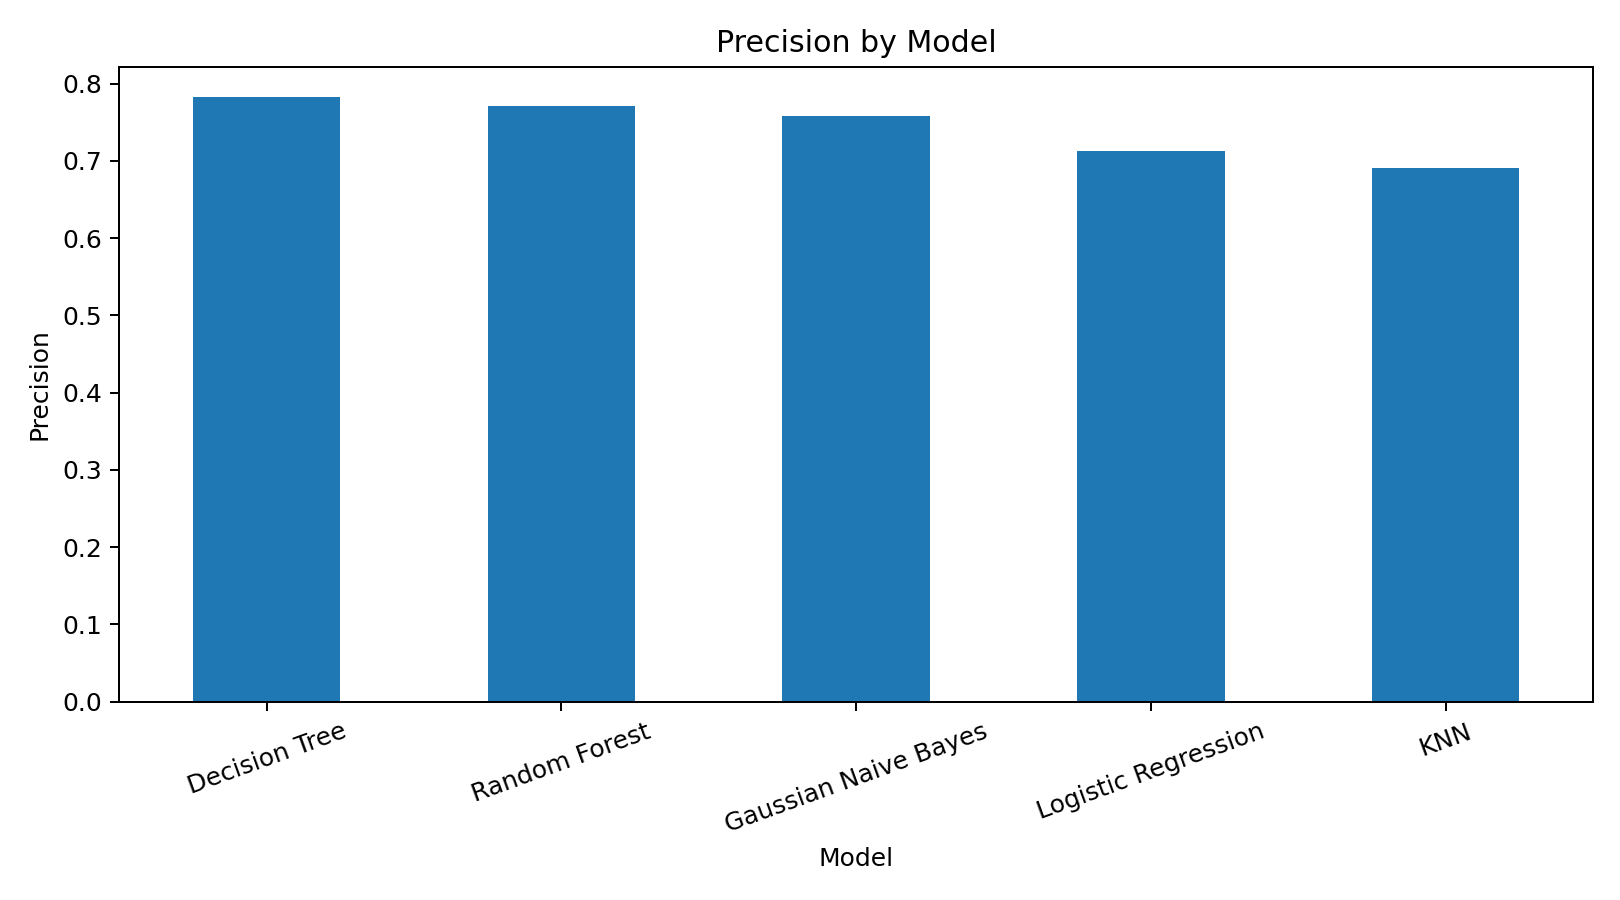 Precision by Model
0.8
0.7
0.6
0.5
0.4
0.3
0.2
0.1
0.0
Precision
Decision Tree
Random Forest
Gaussian Naive Bayes
Logistic Regression
KNN
Model